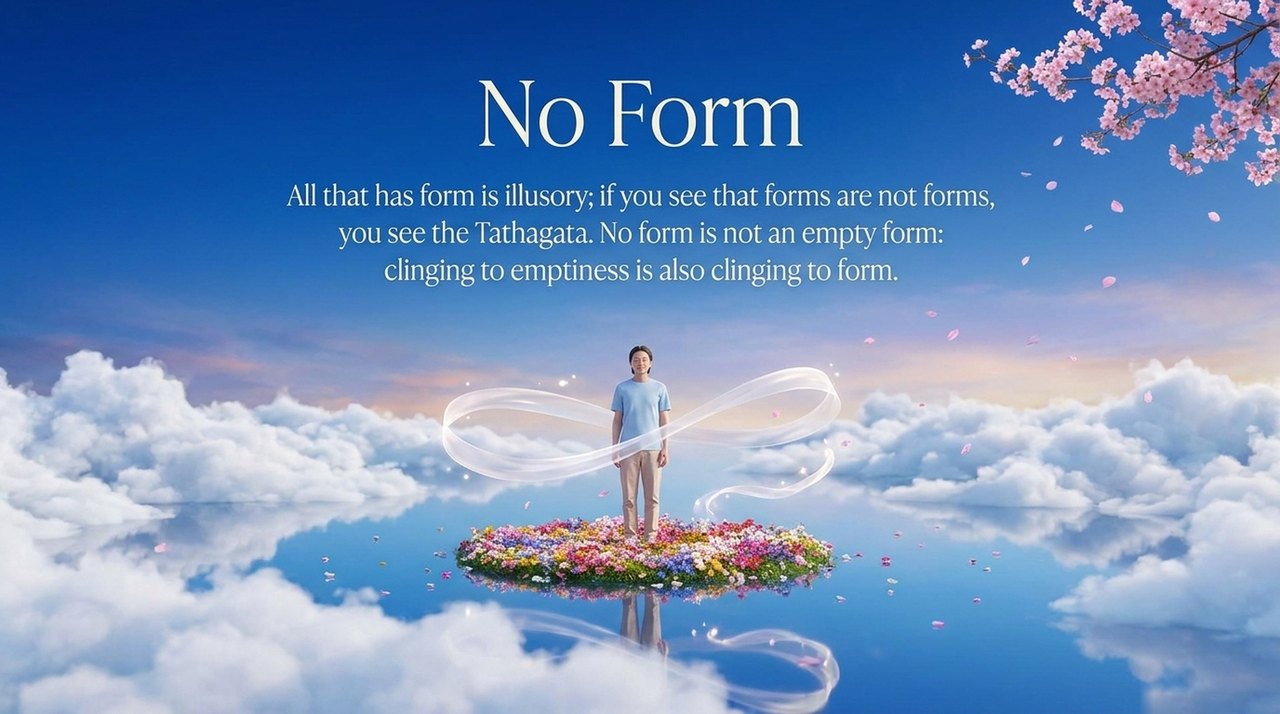 No Form
All that has form is illusory; if you see that forms are not forms,
you see the Tathagata. No form is not an empty form:
clinging to emptiness is also clinging to form.